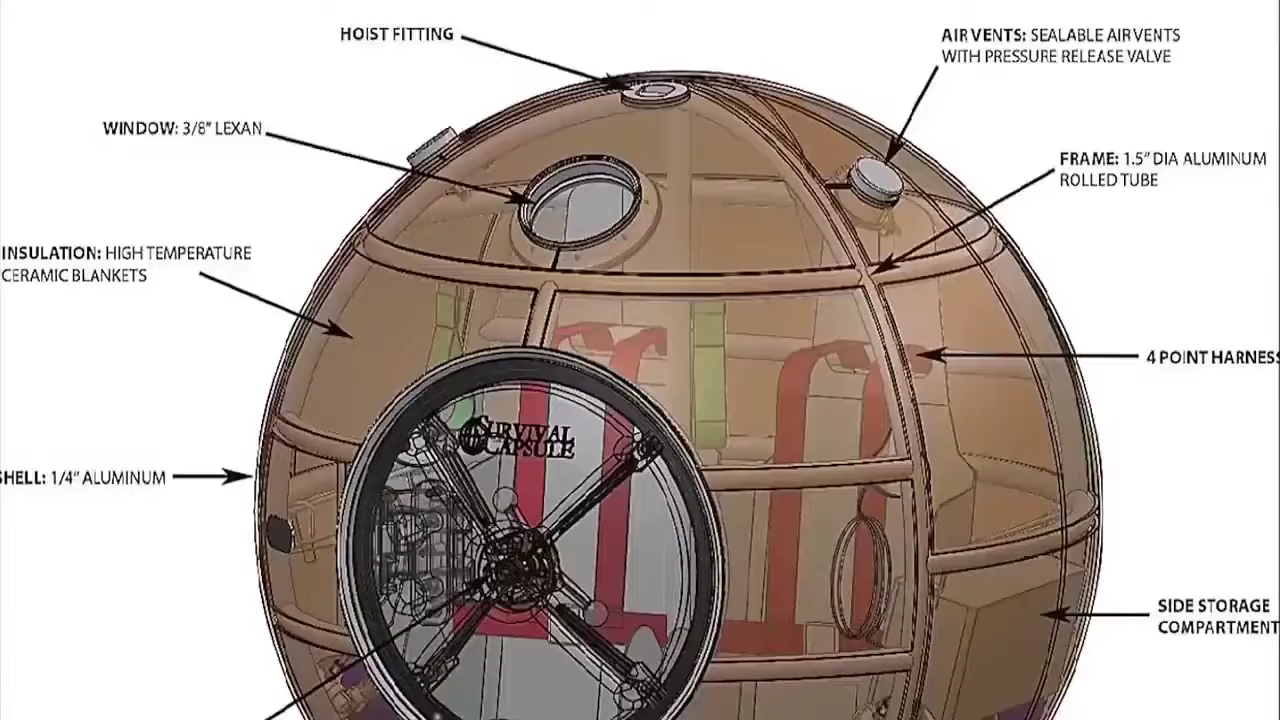 HOIST FITTING
AIR VENTS: SEALABLE AIR VENTS
WITH PRESSURE RELEASE VALVE
WINDOW: 3/8" LEXAN
FRAME: 1.5" DIA ALUMINUM
ROLLED TUBE
INSULATION: HIGH TEMPERATURE
CERAMIC BLANKETS
4 POINT HARNESS
SURVIVAL
CAPSULE
SHELL: 1/4" ALUMINUM
SIDE STORAGE
COMPARTMENT